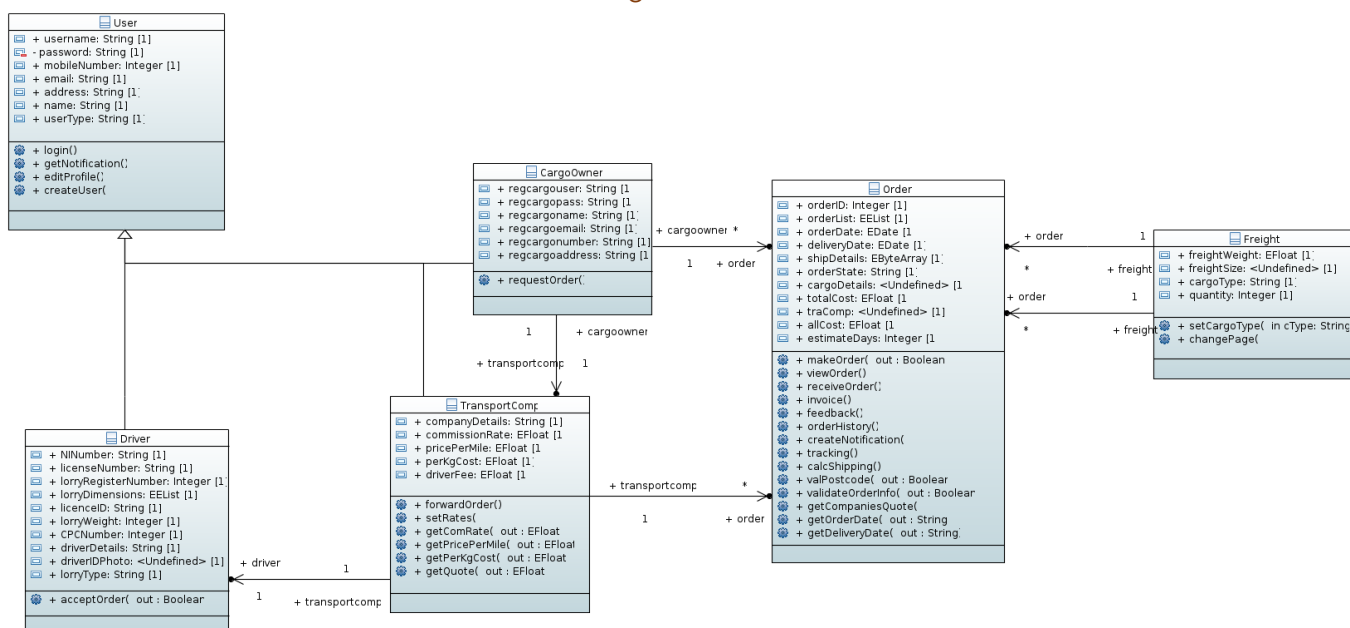 User
+ username: String [1]
- password: String [1]
+ mobileNumber: Integer [1]
+ email: String [1]
+ address: String [1]
+ name: String [1]
+ userType: String [1]
+ login()
+ getNotification()
+ editProfile()
+ createUser(
CargoOwner
+ regcargouser: String [1
+ regcargopass: String [1
+ regcargoname: String [1]
+ regcargoemail: String [1]
+ regcargonumber: String [1]
+ regcargoaddress: String [1
+ requestOrder()
+ cargoowner *
1 + order
1 + cargoowner
+ transportcomp 1
Order
+ orderID: Integer [1]
+ orderList: EEList [1]
+ orderDate: EDate [1
+ deliveryDate: EDate [1]
+ shipDetails: EByteArray [1]
+ orderState: String [1]
+ cargoDetails: <Undefined> [1
+ totalCost: EFloat [1
+ traComp: <Undefined> [1]
+ allCost: EFloat [1
+ estimateDays: Integer [1
+ makeOrder( out : Boolean
+ viewOrder()
+ receiveOrder()
+ invoice()
+ feedback()
+ orderHistory()
+ createNotification(
+ tracking()
+ calcShipping()
+ valPostcode( out : Boolear
+ validateOrderInfo( out : Boolear
+ getCompaniesQuote(
+ getOrderDate( out : String
+ getDeliveryDate( out : String
+ order 1
* + freight
+ order 1
* + freight
Freight
+ freightWeight: EFloat [1]
+ freightSize: <Undefined> [1]
+ cargoType: String [1]
+ quantity: Integer [1]
+ setCargoType( in cType: String
+ changePage(
TransportComp
+ companyDetails: String [1]
+ commissionRate: EFloat [1
+ pricePerMile: EFloat [1
+ perKgCost: EFloat [1]
+ driverFee: EFloat [1
+ forwardOrder()
+ setRates(
+ getComRate( out : EFloat
+ getPricePerMile( out : EFloat
+ getPerKgCost( out : EFloat
+ getQuote( out : EFloat
+ transportcomp *
1 + order
Driver
+ NINumber: String [1]
+ licenseNumber: String [1]
+ lorryRegisterNumber: Integer [1]
+ lorryDimensions: EEList [1]
+ licenceID: String [1]
+ lorryWeight: Integer [1]
+ CPCNumber: Integer [1]
+ driverDetails: String [1]
+ driverIDPhoto: <Undefined> [1]
+ lorryType: String [1]
+ acceptOrder( out : Boolear
+ driver 1
1 + transportcomp